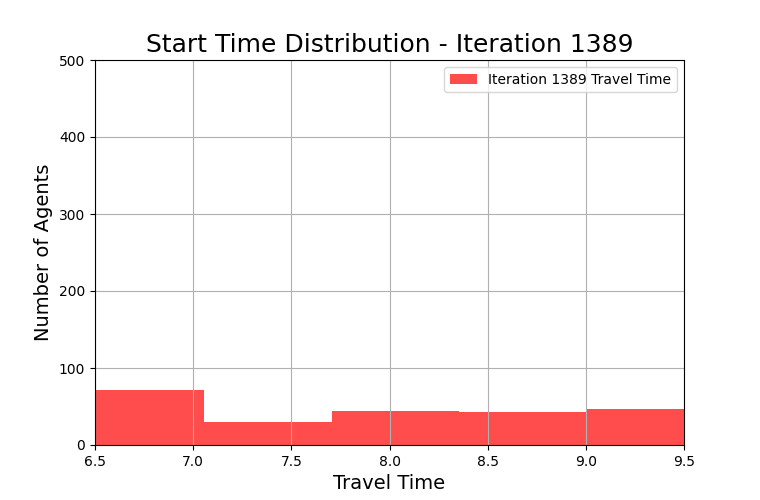 Start Time Distribution - Iteration 1389
500
400
300
200
100
0
Number of Agents
Iteration 1389 Travel Time
6.5 7.0 7.5 8.0 8.5 9.0 9.5
Travel Time